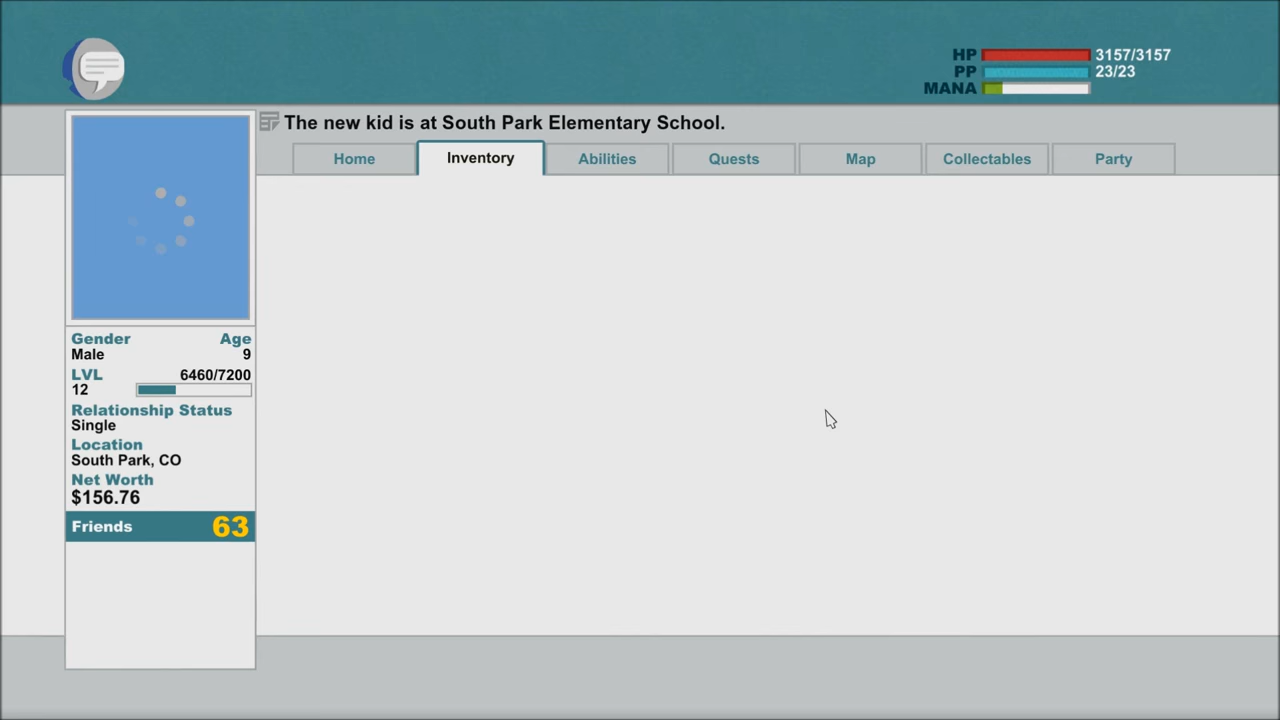 HP 3157/3157
PP 23/23
MANA
The new kid is at South Park Elementary School.
Home Inventory Abilities Quests Map Collectables Party
Gender Age
Male 9
LVL 6460/7200
12
Relationship Status
Single
Location
South Park, CO
Net Worth
$156.76
Friends 63